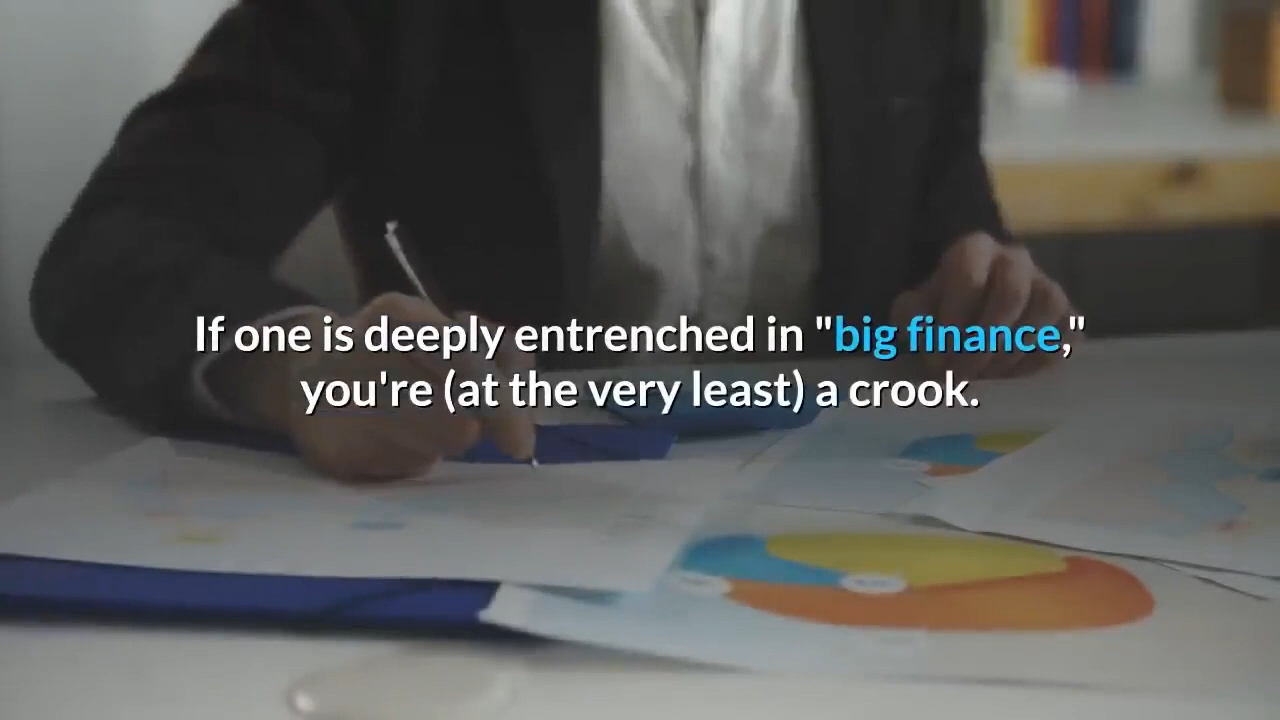 If one is deeply entrenched in "big finance,"
you're (at the very least) a crook.